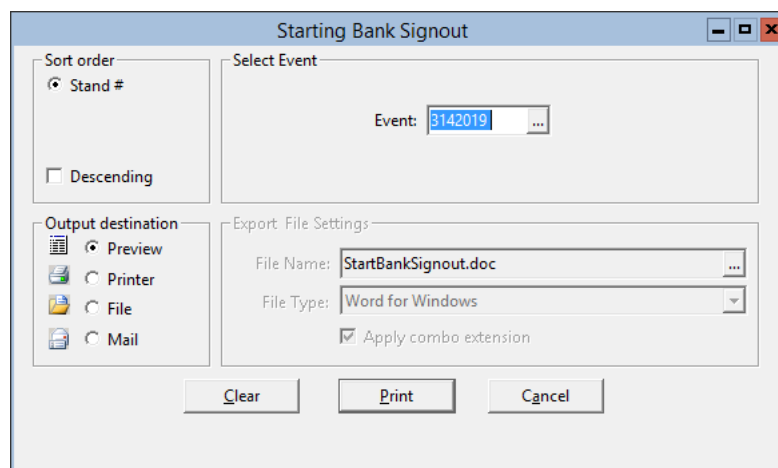 Starting Bank Signout
Sort order
Stand #
Descending
Select Event
Event: 3142019 ...
Output destination
Preview
Printer
File
Mail
Export File Settings
File Name: StartBankSignout.doc ...
File Type: Word for Windows
Apply combo extension
Clear Print Cancel